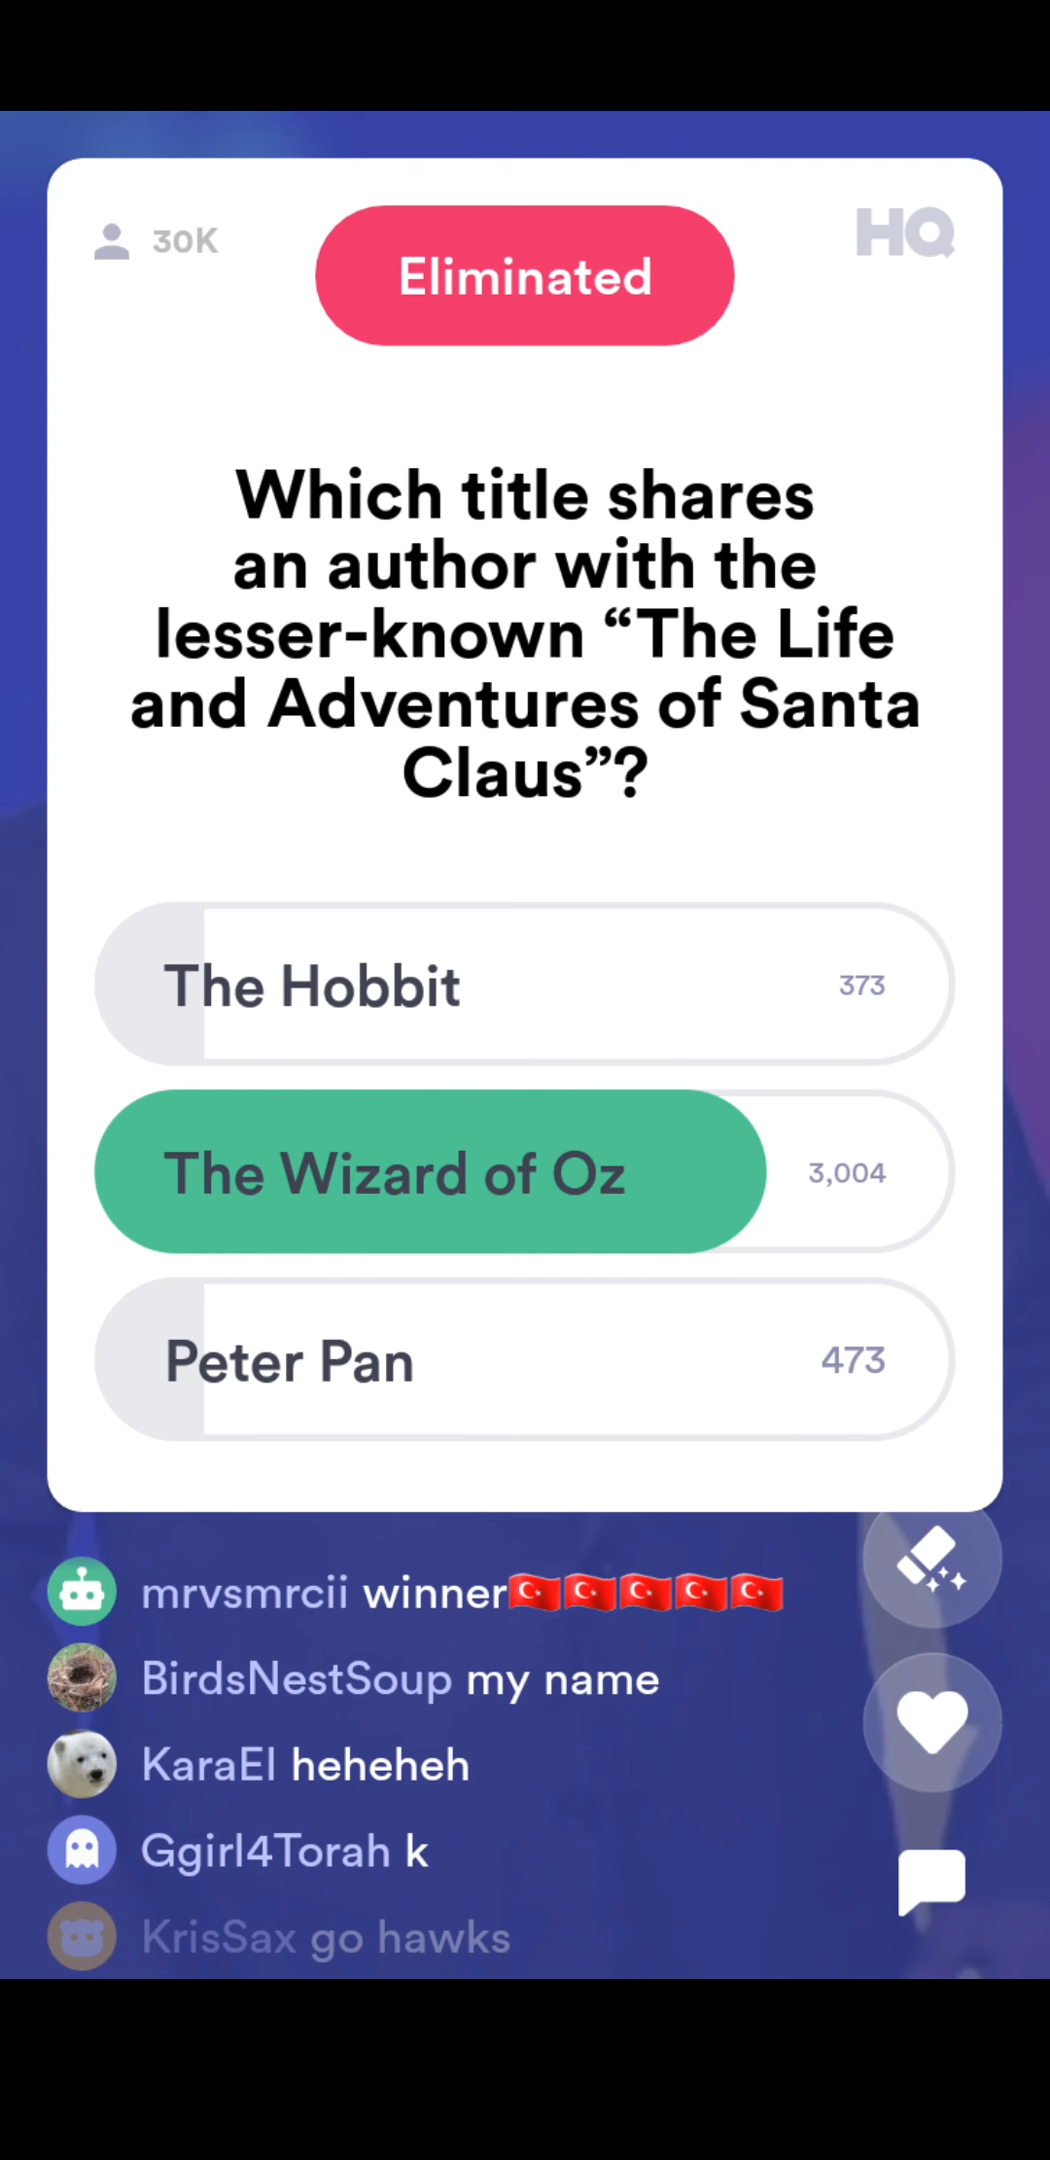 30K
Eliminated
HQ
Which title shares
an author with the
lesser-known “The Life
and Adventures of Santa
Claus”?
The Hobbit 373
The Wizard of Oz 3,004
Peter Pan 473
mrvsmrcii winner🇹🇷🇹🇷🇹🇷🇹🇷🇹🇷
BirdsNestSoup my name
KaraEl heheheh
Ggirl4Torah k
KrisSax go hawks